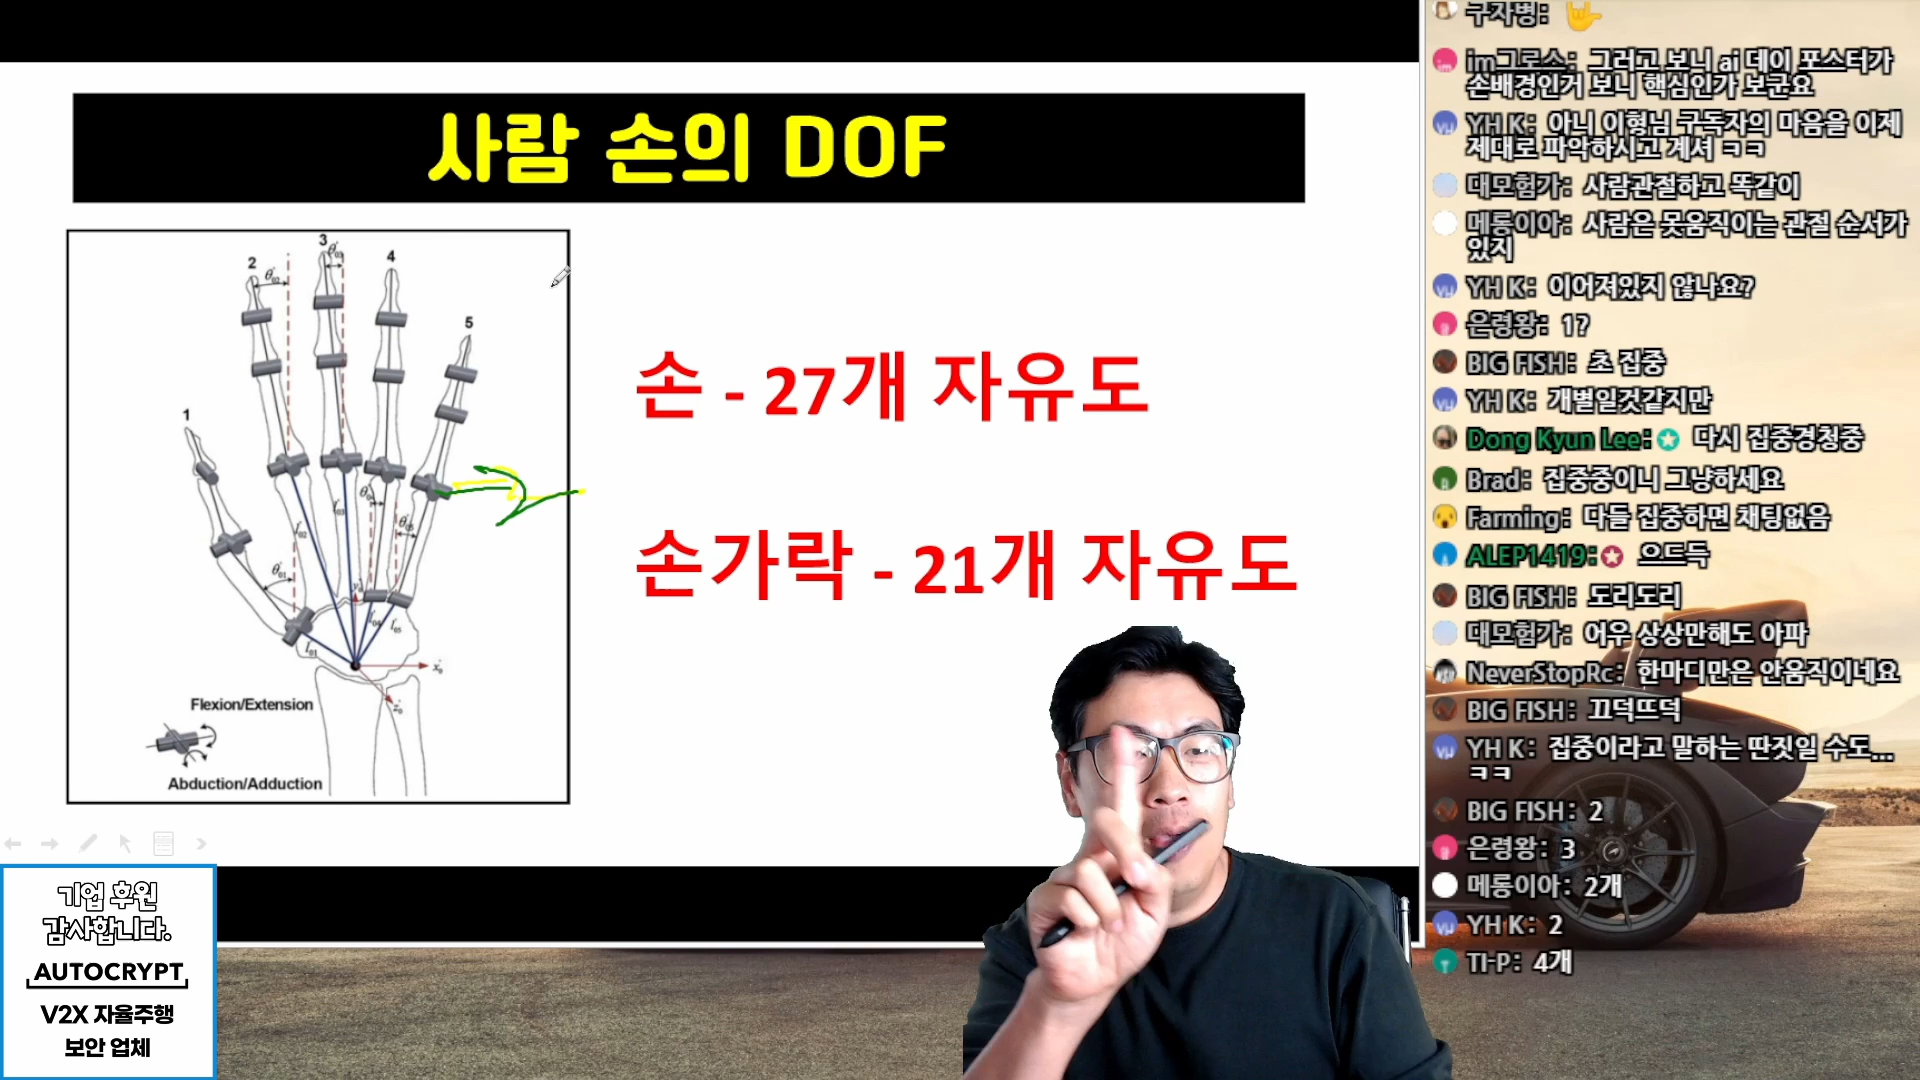 사람 손의 DOF
손 - 27개 자유도
손가락 - 21개 자유도
1
2
3
4
5
Flexion/Extension
Abduction/Adduction
기업 후원
감사합니다.
AUTOCRYPT
V2X 자율주행
보안 업체
구자병:
im그로스: 그러고 보니 ai 데이 포스터가
손배경인거 보니 핵심인가 보군요
YH K: 아니 이형님 구독자의 마음을 이제
제대로 파악하시고 계셔 ㅋㅋ
대모험가: 사람관절하고 똑같이
메롱이아: 사람은 못움직이는 관절 순서가
있지
YH K: 이어져있지 않나요?
은령왕: 1?
BIG FISH: 초 집중
YH K: 개별일것같지만
Dong Kyun Lee: 다시 집중경청중
Brad: 집중중이니 그냥하세요
Farming: 다들 집중하면 채팅없음
ALEP1419: 으드득
BIG FISH: 도리도리
대모험가: 어우 상상만해도 아파
NeverStopRc: 한마디만은 안움직이네요
BIG FISH: 끄덕뜨덕
YH K: 집중이라고 말하는 딴짓일 수도...
ㅋㅋ
BIG FISH: 2
은령왕: 3
메롱이아: 2개
YH K: 2
TI-P: 4개